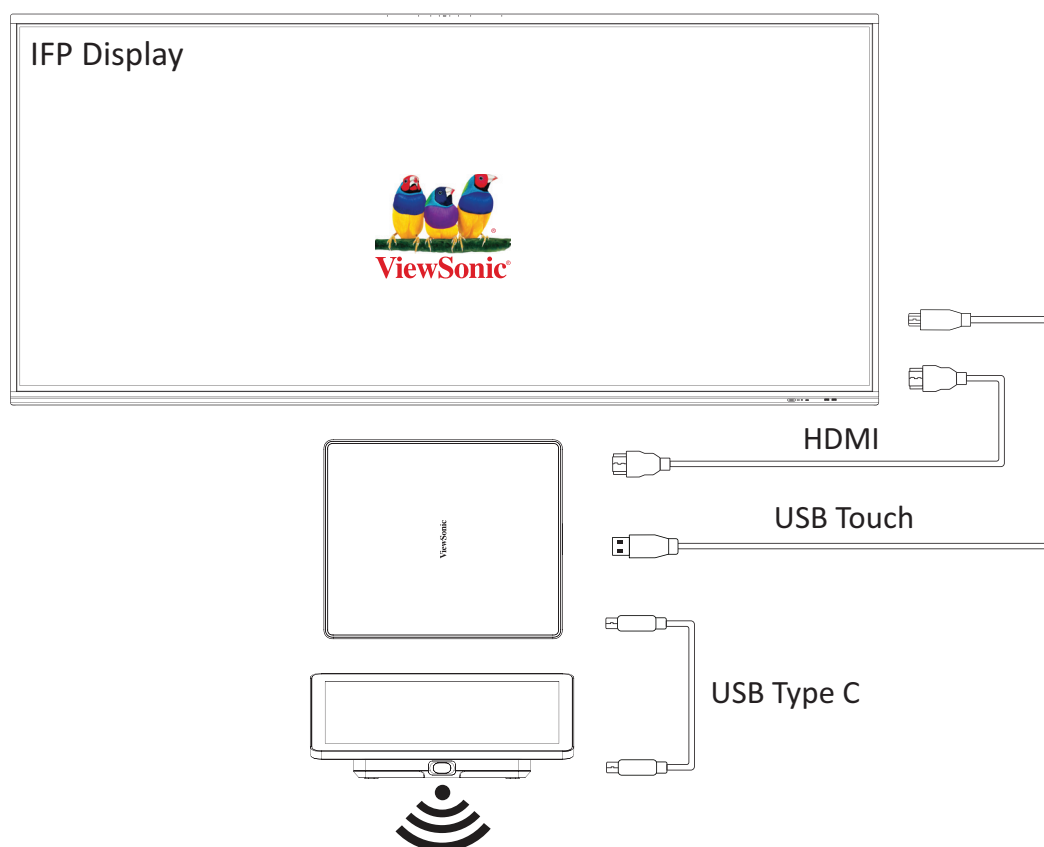 IFP Display
ViewSonic®
HDMI
ViewSonic
USB Touch
USB Type C